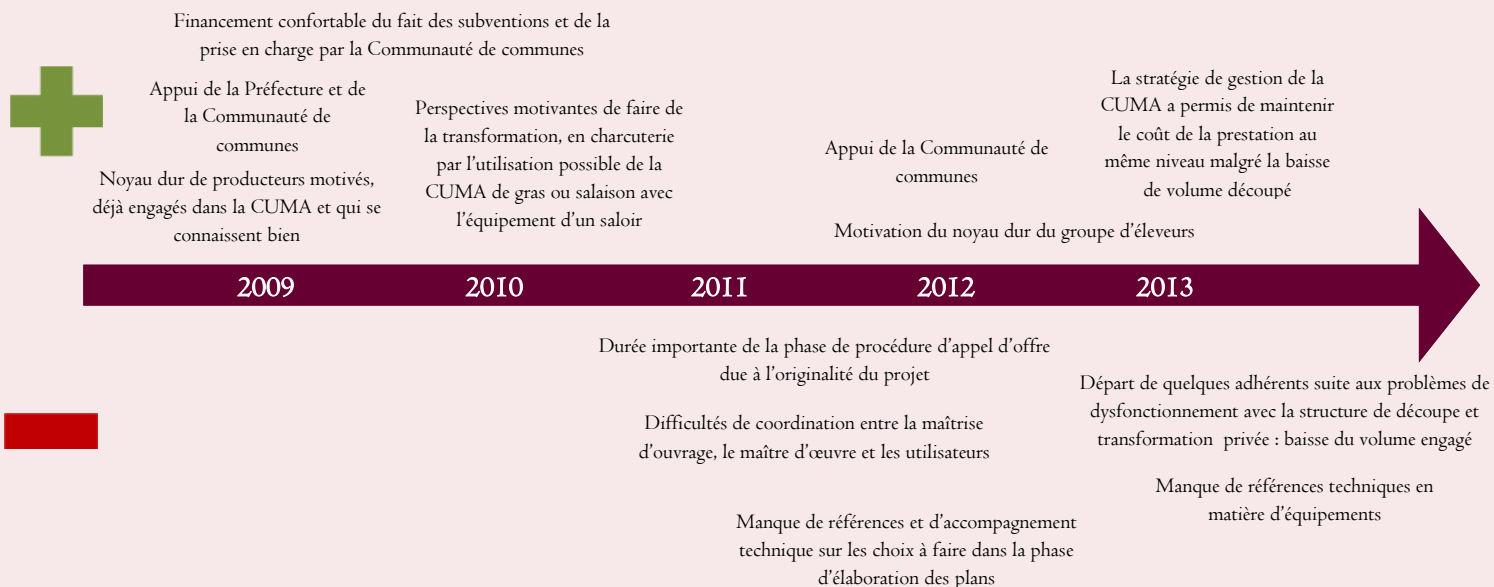 Financement confortable du fait des subventions et de la
prise en charge par la Communauté de communes
Appui de la Préfecture et de
la Communauté de
communes
Noyau dur de producteurs motivés,
déjà engagés dans la CUMA et qui se
connaissent bien
Perspectives motivantes de faire de
la transformation, en charcuterie
par l'utilisation possible de la
CUMA de gras ou salaison avec
l'équipement d'un saloir
Appui de la Communauté de
communes
La stratégie de gestion de la
CUMA a permis de maintenir
le coût de la prestation au
même niveau malgré la baisse
de volume découpé
Motivation du noyau dur du groupe d'éleveurs
2009
2010
2011
2012
2013
Durée importante de la phase de procédure d'appel d'offre
due à l'originalité du projet
Difficultés de coordination entre la maîtrise
d'ouvrage, le maître d'œuvre et les utilisateurs
Manque de références et d'accompagnement
technique sur les choix à faire dans la phase
d'élaboration des plans
Départ de quelques adhérents suite aux problèmes de
dysfonctionnement avec la structure de découpe et
transformation privée : baisse du volume engagé
Manque de références techniques en
matière d'équipements